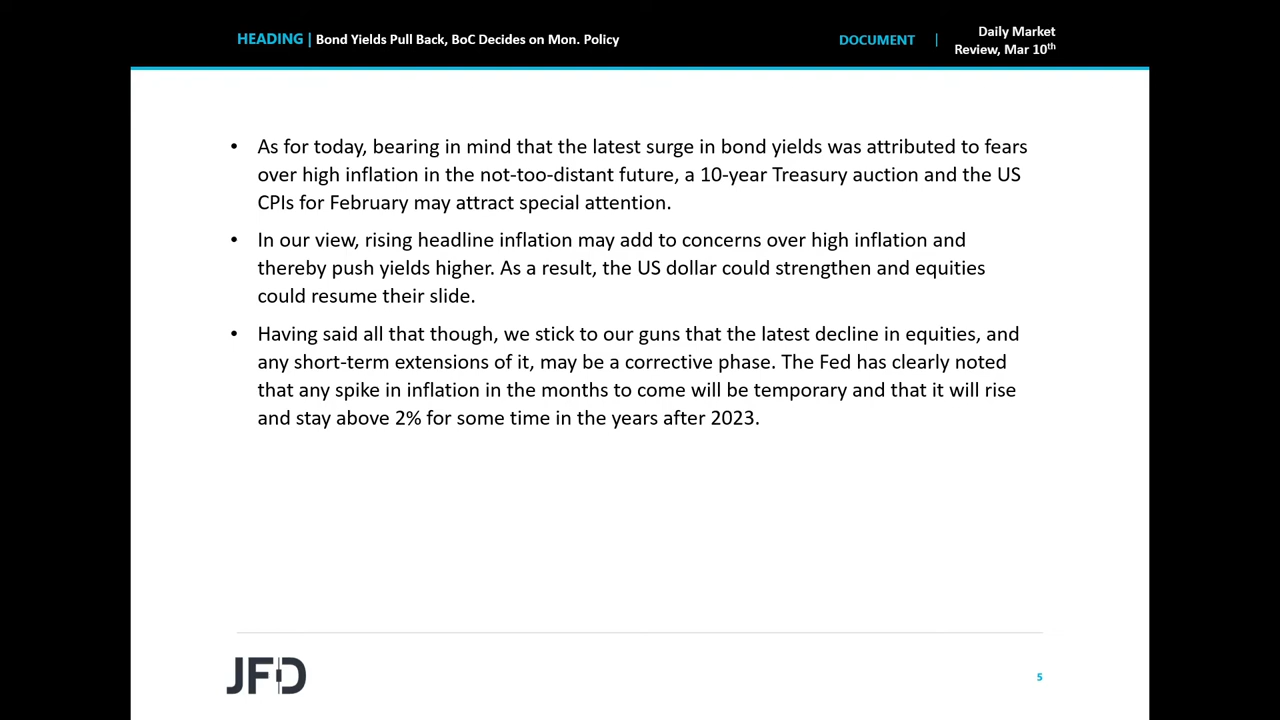 HEADING | Bond Yields Pull Back, BoC Decides on Mon. Policy
DOCUMENT | Daily Market
Review, Mar 10th
• As for today, bearing in mind that the latest surge in bond yields was attributed to fears
over high inflation in the not-too-distant future, a 10-year Treasury auction and the US
CPIs for February may attract special attention.
• In our view, rising headline inflation may add to concerns over high inflation and
thereby push yields higher. As a result, the US dollar could strengthen and equities
could resume their slide.
• Having said all that though, we stick to our guns that the latest decline in equities, and
any short-term extensions of it, may be a corrective phase. The Fed has clearly noted
that any spike in inflation in the months to come will be temporary and that it will rise
and stay above 2% for some time in the years after 2023.
JFD
5